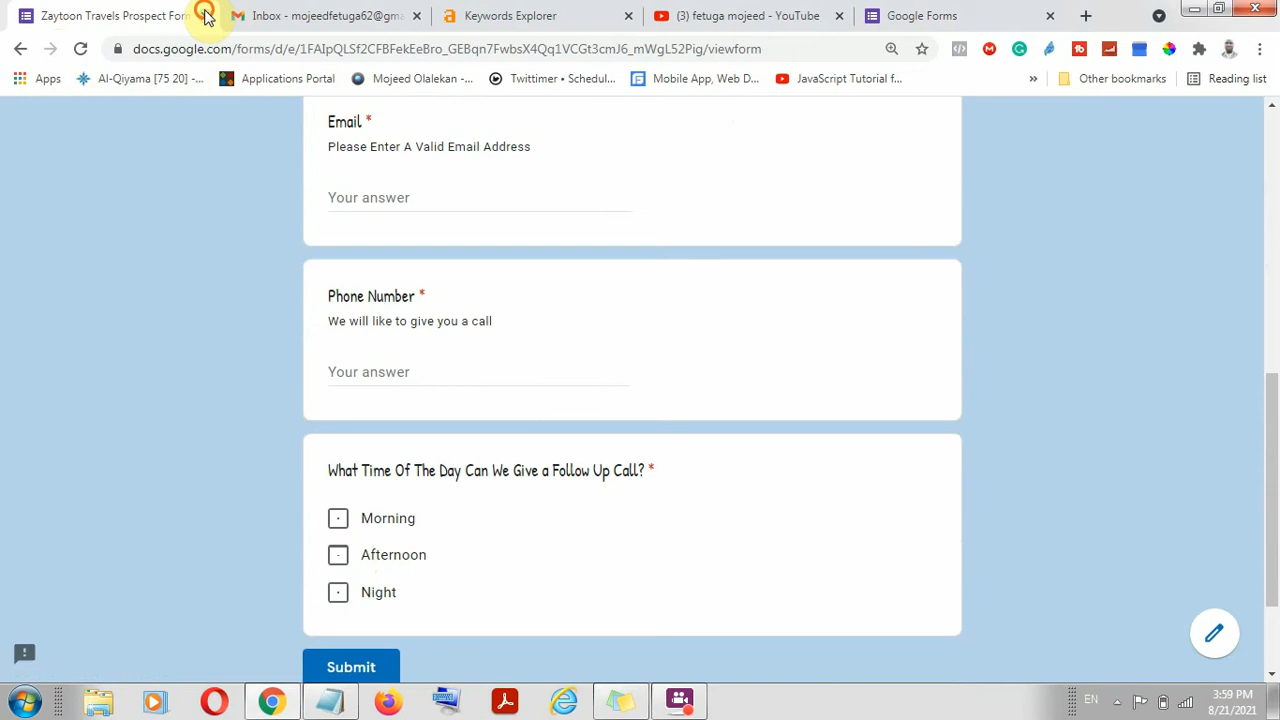 Zaytoon Travels Prospect Form
Inbox - mojeedfetuga62@gma
Keywords Explorer
(3) fetuga mojeed - YouTube
Google Forms
docs.google.com/forms/d/e/1FAIpQLSf2CFBFekEeBro_GEBqn7FwbsX4Qq1VCGt3cmJ6_mWgL52Pig/viewform
Apps
Al-Qiyama [75 20] -...
Applications Portal
Mojeed Olalekan -...
Twittimer • Schedul...
Mobile App, Web D...
JavaScript Tutorial f...
»
Other bookmarks
Reading list
Email *
Please Enter A Valid Email Address
Your answer
Phone Number *
We will like to give you a call
Your answer
What Time Of The Day Can We Give a Follow Up Call? *
Morning
Afternoon
Night
Submit
EN
3:59 PM
8/21/2021